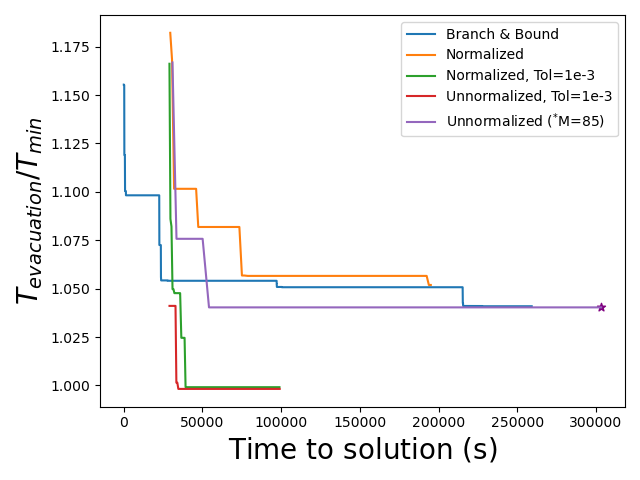 Branch & Bound
Normalized
Normalized, Tol=1e-3
Unnormalized, Tol=1e-3
Unnormalized (*M=85)
T_evacuation/T_min
1.175
1.150
1.125
1.100
1.075
1.050
1.025
1.000
0 50000 100000 150000 200000 250000 300000
Time to solution (s)